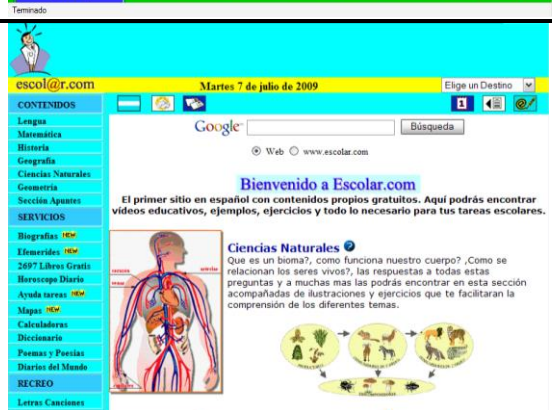 Terminado
escol@r.com
Martes 7 de julio de 2009
Elige un Destino
CONTENIDOS
Lengua
Matemática
Historia
Geografía
Ciencias Naturales
Geometría
Sección Apuntes
SERVICIOS
Biografías NEW
Efemerides NEW
2697 Libros Gratis
Horoscopo Diario
Ayuda tareas NEW
Mapas NEW
Calculadoras
Diccionario
Poemas y Poesías
Diarios del Mundo
RECREO
Letras Canciones
1
Google
Búsqueda
Web www.escolar.com
Bienvenido a Escolar.com
El primer sitio en español con contenidos propios gratuitos. Aquí podrás encontrar
vídeos educativos, ejemplos, ejercicios y todo lo necesario para tus tareas escolares.
Ciencias Naturales ?
Que es un bioma?, como funciona nuestro cuerpo? ,Como se
relacionan los seres vivos?, las respuestas a todas estas
preguntas y a muchas mas las podrás encontrar en esta sección
acompañadas de ilustraciones y ejercicios que te facilitaran la
comprensión de los diferentes temas.